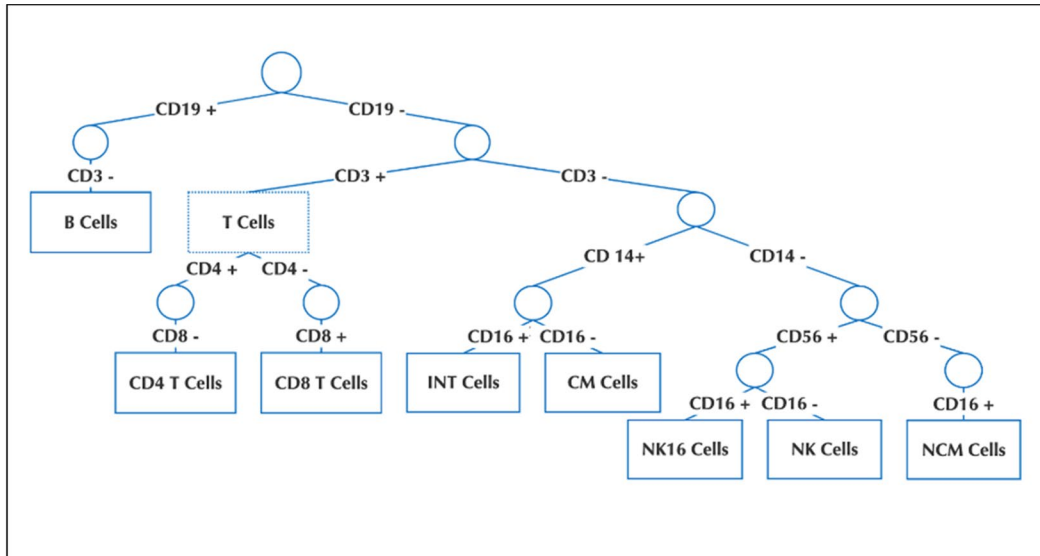 CD19 +
CD19 -
CD3 -
CD3 +
CD3 -
B Cells
T Cells
CD 14+
CD14 -
CD4 +
CD4 -
CD8 -
CD8 +
CD16 +
CD16 -
CD56 +
CD56 -
CD4 T Cells
CD8 T Cells
INT Cells
CM Cells
CD16 +
CD16 -
CD16 +
NK16 Cells
NK Cells
NCM Cells